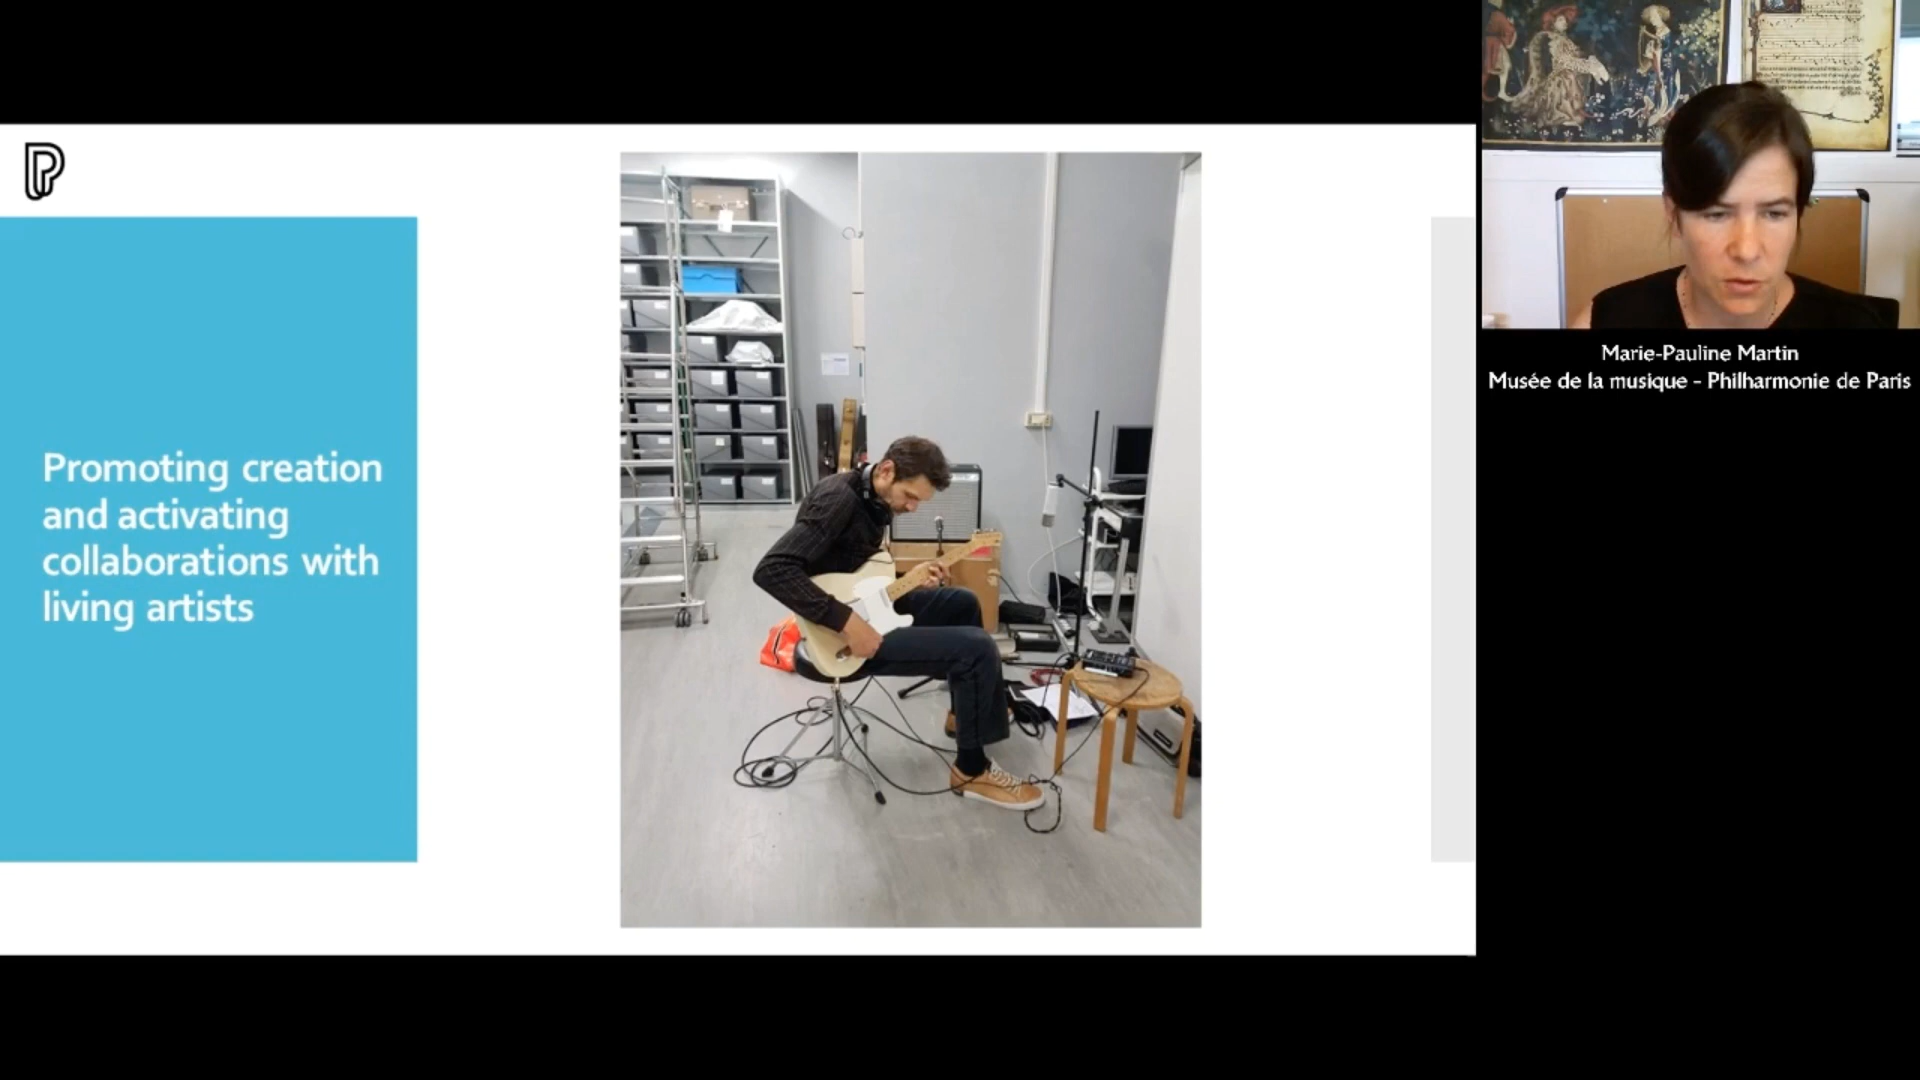 Promoting creation
and activating
collaborations with
living artists
Marie-Pauline Martin
Musée de la musique - Philharmonie de Paris